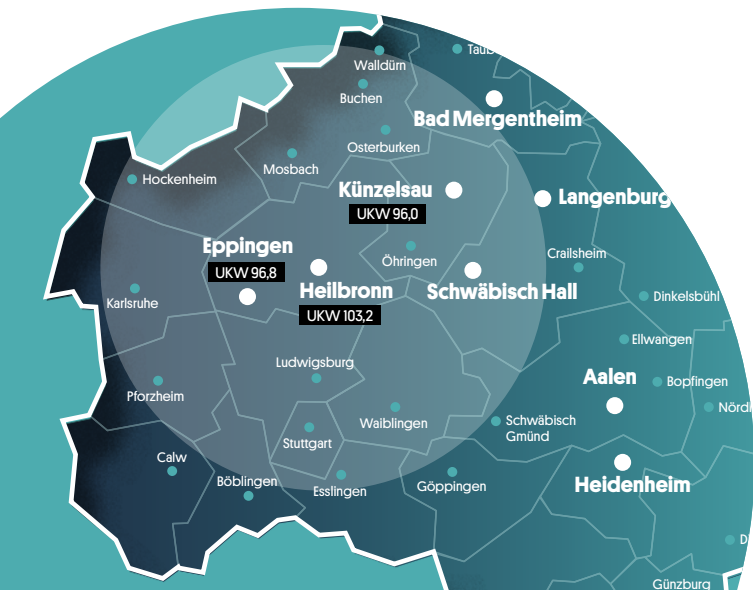 Walldürn
Buchen
Bad Mergentheim
Osterburken
Mosbach
Hockenheim
Künzelsau
UKW 96,0
Langenburg
Eppingen
UKW 96,8
Öhringen
Crailsheim
Heilbronn
UKW 103,2
Schwäbisch Hall
Karlsruhe
Dinkelsbühl
Ellwangen
Ludwigsburg
Aalen
Bopfingen
Pforzheim
Waiblingen
Schwäbisch
Gmünd
Stuttgart
Calw
Böblingen
Esslingen
Göppingen
Heidenheim
Günzburg